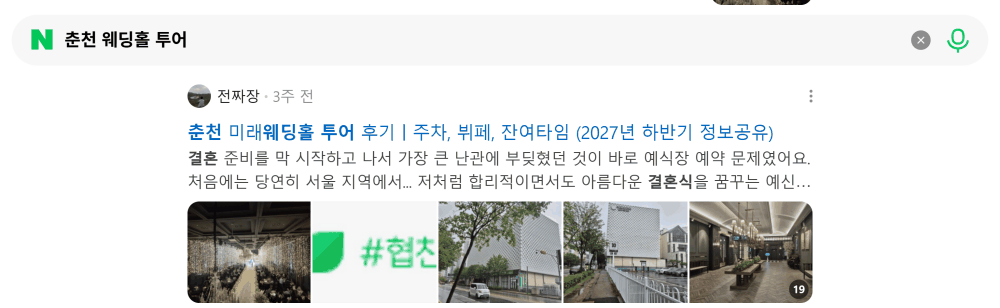 N 춘천 웨딩홀 투어
전짜장 · 3주 전
춘천 미래웨딩홀 투어 후기 | 주차, 뷔페, 잔여타임 (2027년 하반기 정보공유)
결혼 준비를 막 시작하고 나서 가장 큰 난관에 부딪혔던 것이 바로 예식장 예약 문제였어요.
처음에는 당연히 서울 지역에서... 저처럼 합리적이면서도 아름다운 결혼식을 꿈꾸는 예신...
#협찬
19